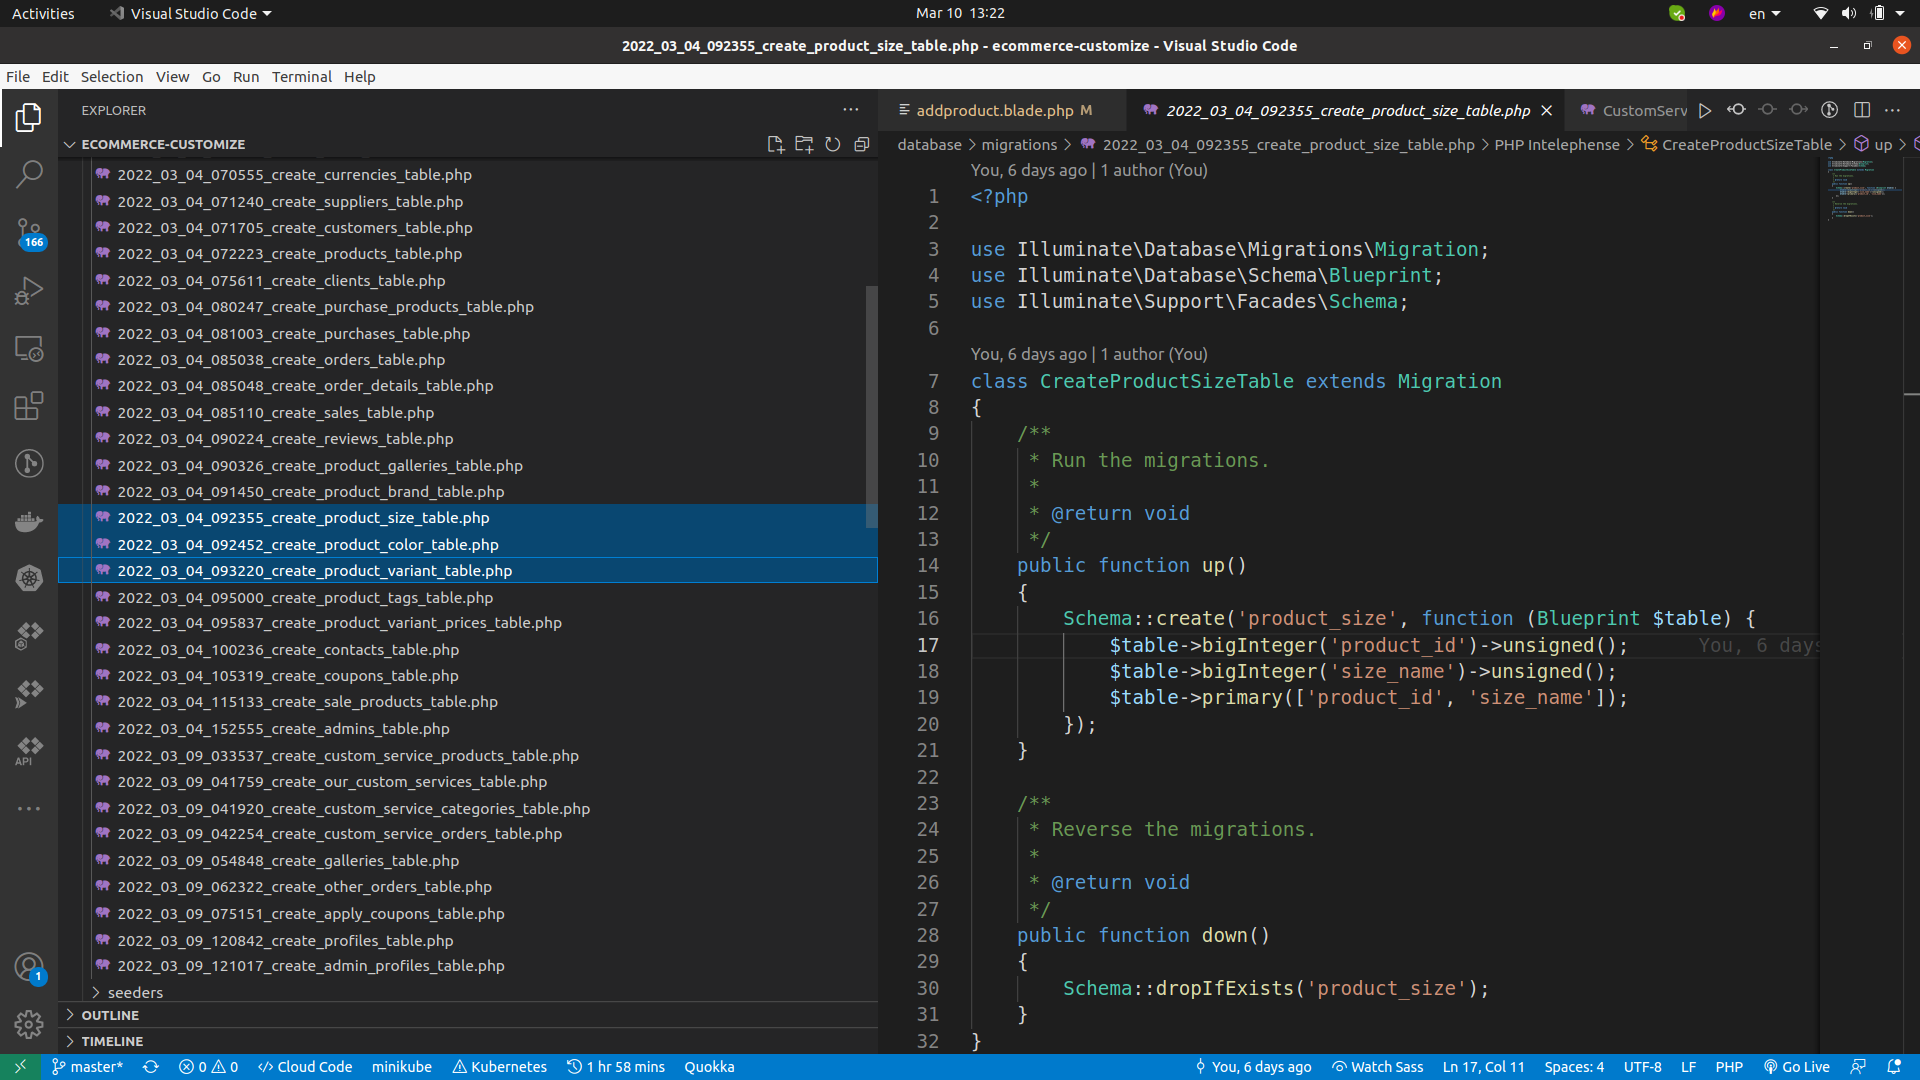 Activities
Visual Studio Code
Mar 10 13:22
en
2022_03_04_092355_create_product_size_table.php - ecommerce-customize - Visual Studio Code
File Edit Selection View Go Run Terminal Help
EXPLORER
ECOMMERCE-CUSTOMIZE
2022_03_04_070555_create_currencies_table.php
2022_03_04_071240_create_suppliers_table.php
2022_03_04_071705_create_customers_table.php
2022_03_04_072223_create_products_table.php
2022_03_04_075611_create_clients_table.php
2022_03_04_080247_create_purchase_products_table.php
2022_03_04_081003_create_purchases_table.php
2022_03_04_085038_create_orders_table.php
2022_03_04_085048_create_order_details_table.php
2022_03_04_085110_create_sales_table.php
2022_03_04_090224_create_reviews_table.php
2022_03_04_090326_create_product_galleries_table.php
2022_03_04_091450_create_product_brand_table.php
2022_03_04_092355_create_product_size_table.php
2022_03_04_092452_create_product_color_table.php
2022_03_04_093220_create_product_variant_table.php
2022_03_04_095000_create_product_tags_table.php
2022_03_04_095837_create_product_variant_prices_table.php
2022_03_04_100236_create_contacts_table.php
2022_03_04_105319_create_coupons_table.php
2022_03_04_115133_create_sale_products_table.php
2022_03_04_152555_create_admins_table.php
2022_03_09_033537_create_custom_service_products_table.php
2022_03_09_041759_create_our_custom_services_table.php
2022_03_09_041920_create_custom_service_categories_table.php
2022_03_09_042254_create_custom_service_orders_table.php
2022_03_09_054848_create_galleries_table.php
2022_03_09_062322_create_other_orders_table.php
2022_03_09_075151_create_apply_coupons_table.php
2022_03_09_120842_create_profiles_table.php
2022_03_09_121017_create_admin_profiles_table.php
seeders
OUTLINE
TIMELINE
166
API
1
addproduct.blade.php M
2022_03_04_092355_create_product_size_table.php
CustomServ
database > migrations > 2022_03_04_092355_create_product_size_table.php > PHP Intelephense > CreateProductSizeTable > up >
You, 6 days ago | 1 author (You)
1 <?php
2
3 use Illuminate\Database\Migrations\Migration;
4 use Illuminate\Database\Schema\Blueprint;
5 use Illuminate\Support\Facades\Schema;
6
You, 6 days ago | 1 author (You)
7 class CreateProductSizeTable extends Migration
8 {
9 /**
10 * Run the migrations.
11 *
12 * @return void
13 */
14 public function up()
15 {
16 Schema::create('product_size', function (Blueprint $table) {
17 $table->bigInteger('product_id')->unsigned(); You, 6 days
18 $table->bigInteger('size_name')->unsigned();
19 $table->primary(['product_id', 'size_name']);
20 });
21 }
22
23 /**
24 * Reverse the migrations.
25 *
26 * @return void
27 */
28 public function down()
29 {
30 Schema::dropIfExists('product_size');
31 }
32 }
master* 0 0 Cloud Code minikube Kubernetes 1 hr 58 mins Quokka
You, 6 days ago Watch Sass Ln 17, Col 11 Spaces: 4 UTF-8 LF PHP Go Live